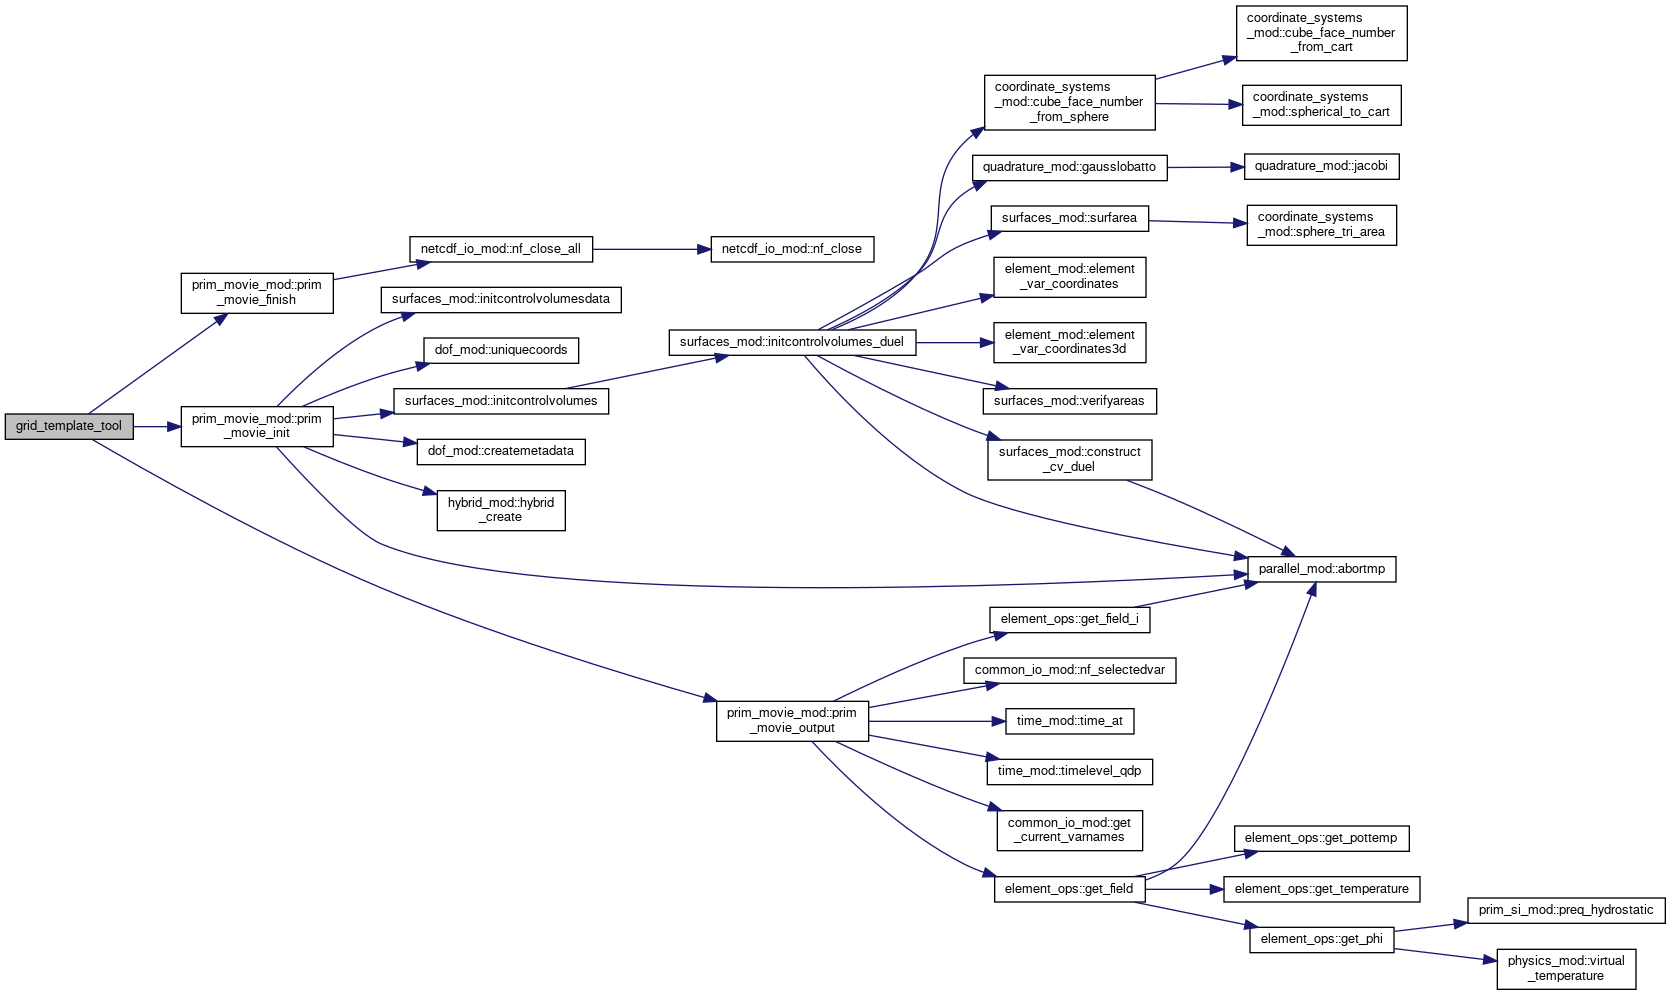 grid_template_tool
prim_movie_mod::prim
_movie_finish
netcdf_io_mod::nf_close_all
netcdf_io_mod::nf_close
prim_movie_mod::prim
_movie_init
surfaces_mod::initcontrolvolumesdata
dof_mod::uniquecoords
surfaces_mod::initcontrolvolumes
dof_mod::createmetadata
hybrid_mod::hybrid
_create
surfaces_mod::initcontrolvolumes_duel
coordinate_systems
_mod::cube_face_number
_from_sphere
coordinate_systems
_mod::cube_face_number
_from_cart
coordinate_systems
_mod::spherical_to_cart
quadrature_mod::gausslobatto
quadrature_mod::jacobi
surfaces_mod::surfarea
coordinate_systems
_mod::sphere_tri_area
element_mod::element
_var_coordinates
element_mod::element
_var_coordinates3d
surfaces_mod::verifyareas
surfaces_mod::construct
_cv_duel
parallel_mod::abortmp
prim_movie_mod::prim
_movie_output
element_ops::get_field_i
common_io_mod::nf_selectedvar
time_mod::time_at
time_mod::timelevel_qdp
common_io_mod::get
_current_varnames
element_ops::get_field
element_ops::get_pottemp
element_ops::get_temperature
element_ops::get_phi
prim_si_mod::preq_hydrostatic
physics_mod::virtual
_temperature